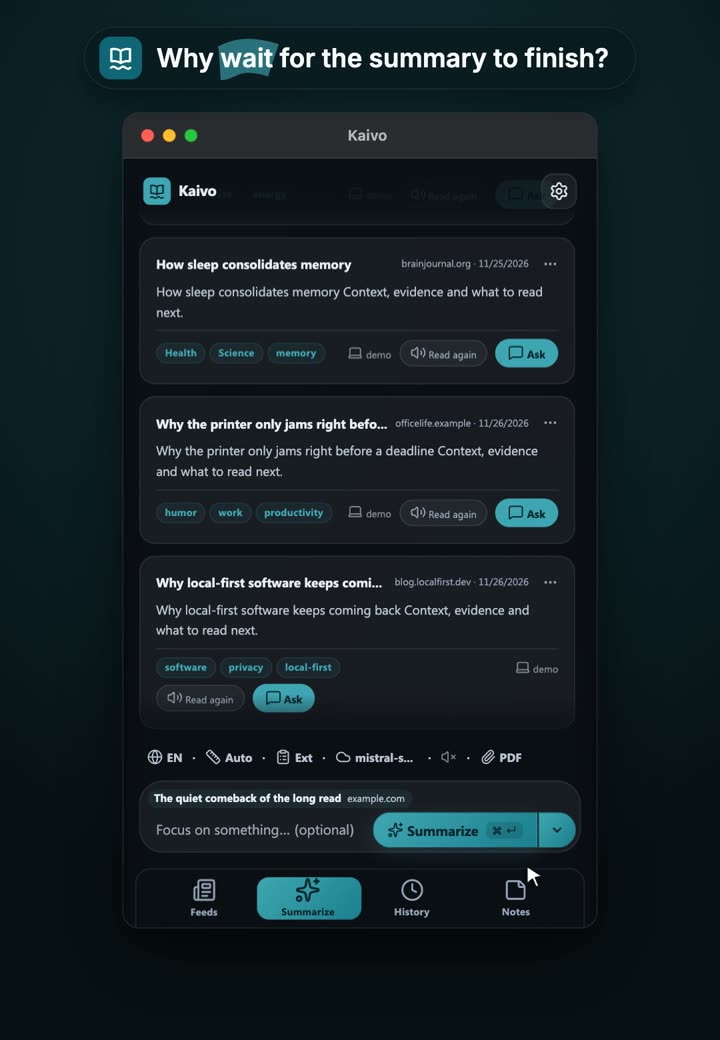 Why wait for the summary to finish?
Kaivo
Kaivo
energy
demo
Read again
How sleep consolidates memory
brainjournal.org · 11/25/2026
How sleep consolidates memory Context, evidence and what to read
next.
Health Science memory
demo
Read again
Ask
Why the printer only jams right befo...
officelife.example · 11/26/2026
Why the printer only jams right before a deadline Context, evidence
and what to read next.
humor work productivity
demo
Read again
Ask
Why local-first software keeps comi...
blog.localfirst.dev · 11/26/2026
Why local-first software keeps coming back Context, evidence and
what to read next.
software privacy local-first
demo
Read again
Ask
EN · Auto · Ext · mistral-s... · · PDF
The quiet comeback of the long read example.com
Focus on something... (optional)
Summarize ⌘ ↵
Feeds
Summarize
History
Notes